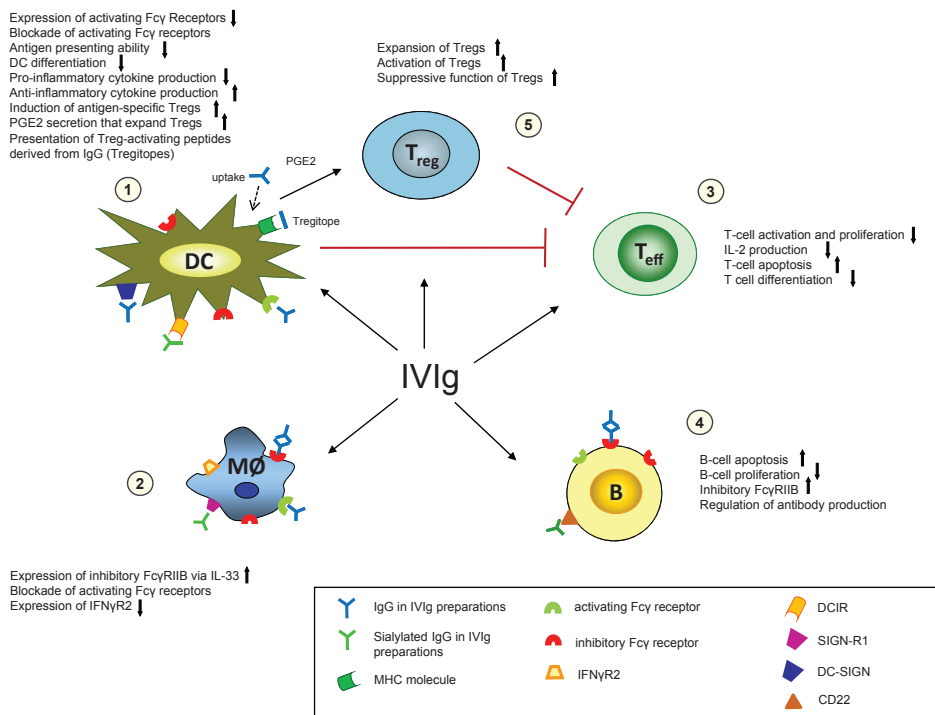 Expression of activating Fcγ Receptors
Blockade of activating Fcγ receptors
Antigen presenting ability
DC differentiation
Pro-inflammatory cytokine production
Anti-inflammatory cytokine production
Induction of antigen-specific Tregs
PGE2 secretion that expand Tregs
Presentation of Treg-activating peptides
derived from IgG (Tregitopes)
Expansion of Tregs
Activation of Tregs
Suppressive function of Tregs
5
Treg
PGE2
uptake
1
Tregitope
DC
3
Teff
T-cell activation and proliferation
IL-2 production
T-cell apoptosis
T cell differentiation
IVIg
2
MØ
4
B
B-cell apoptosis
B-cell proliferation
Inhibitory FcγRIIB
Regulation of antibody production
Expression of inhibitory FcγRIIB via IL-33
Blockade of activating Fcγ receptors
Expression of IFNγR2
IgG in IVIg preparations
Sialylated IgG in IVIg
preparations
MHC molecule
activating Fcγ receptor
inhibitory Fcγ receptor
IFNγR2
DCIR
SIGN-R1
DC-SIGN
CD22